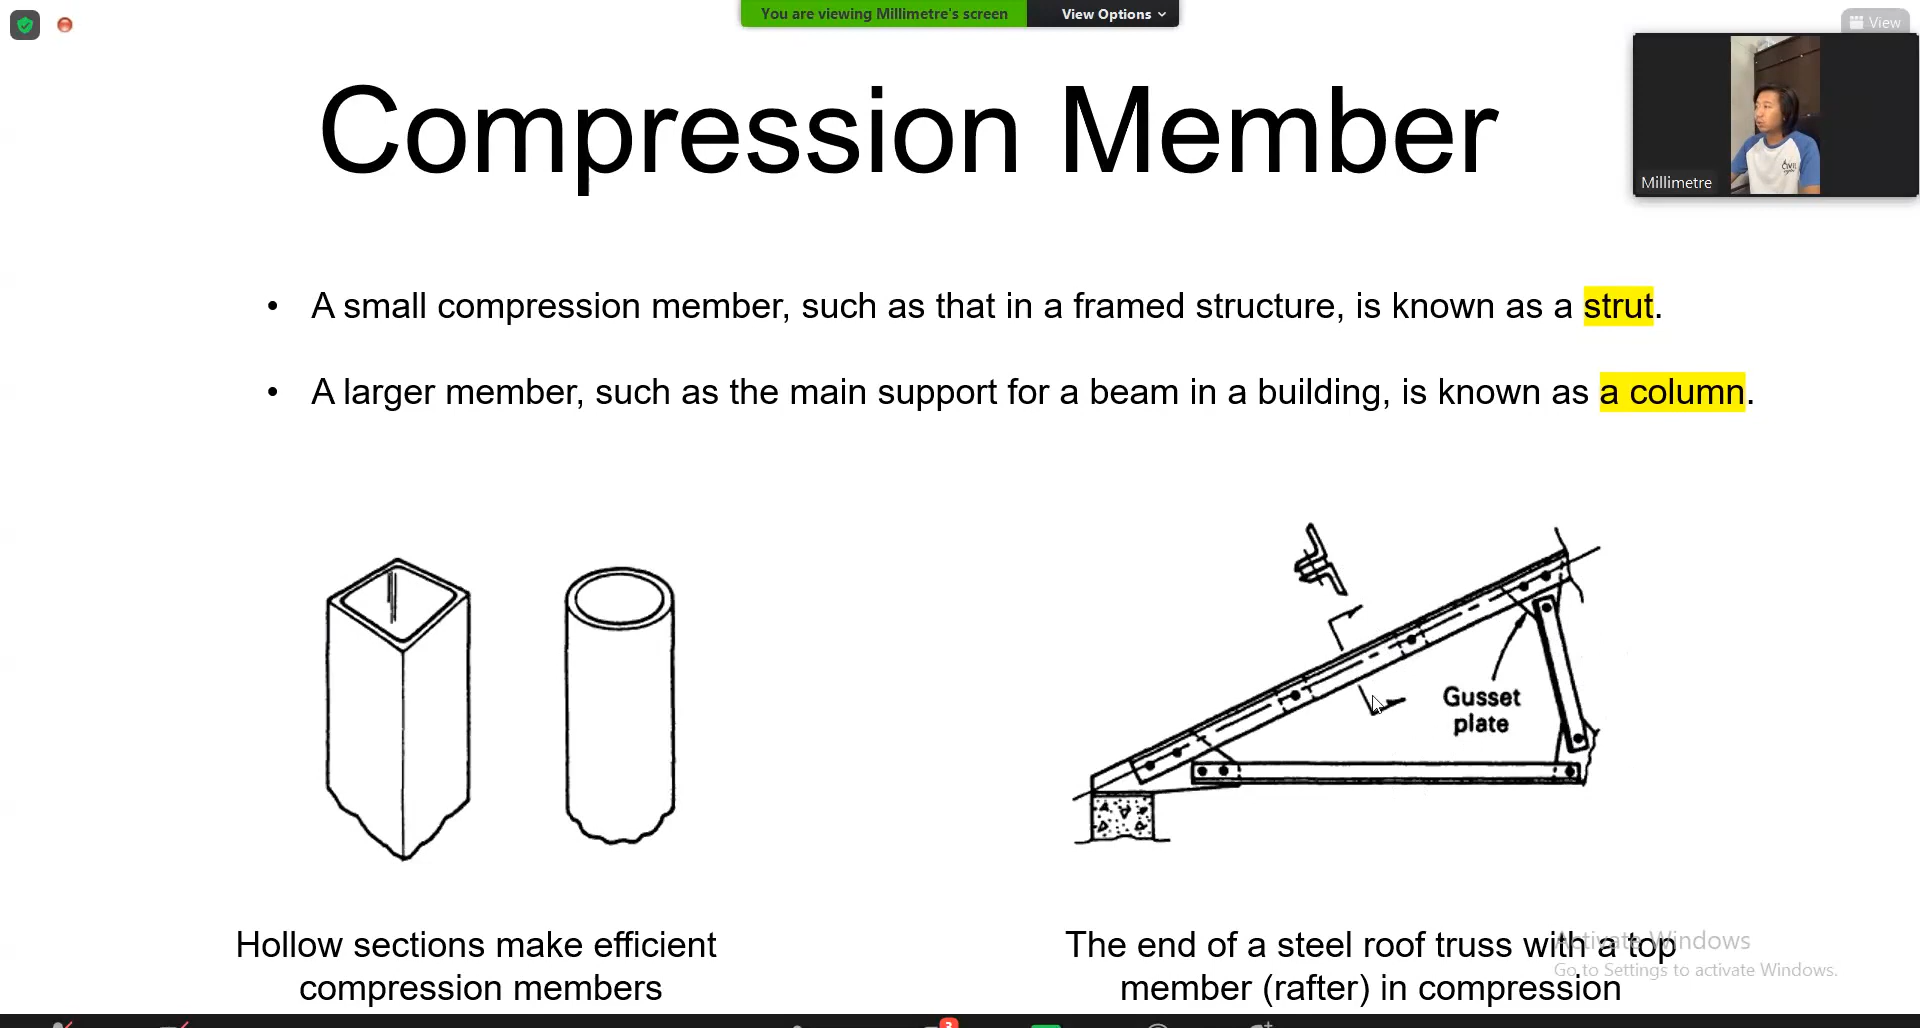 You are viewing Millimetre's screen
View Options
View
Compression Member
Millimetre
• A small compression member, such as that in a framed structure, is known as a strut.
• A larger member, such as the main support for a beam in a building, is known as a column.
Gusset
plate
Hollow sections make efficient
compression members
The end of a steel roof truss with a top
member (rafter) in compression
Activate Windows
Go to Settings to activate Windows.
3